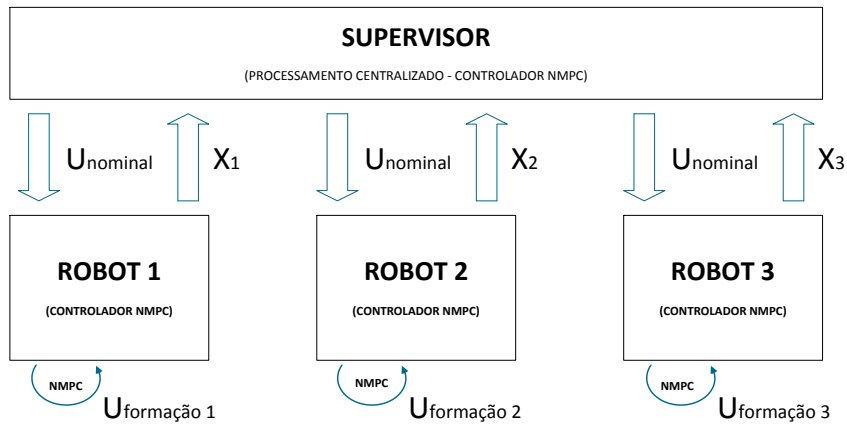 SUPERVISOR
(PROCESSAMENTO CENTRALIZADO - CONTROLADOR NMPC)
Unominal X1 Unominal X2 Unominal X3
ROBOT 1 ROBOT 2 ROBOT 3
(CONTROLADOR NMPC) (CONTROLADOR NMPC) (CONTROLADOR NMPC)
NMPC NMPC NMPC
Uformação 1 Uformação 2 Uformação 3